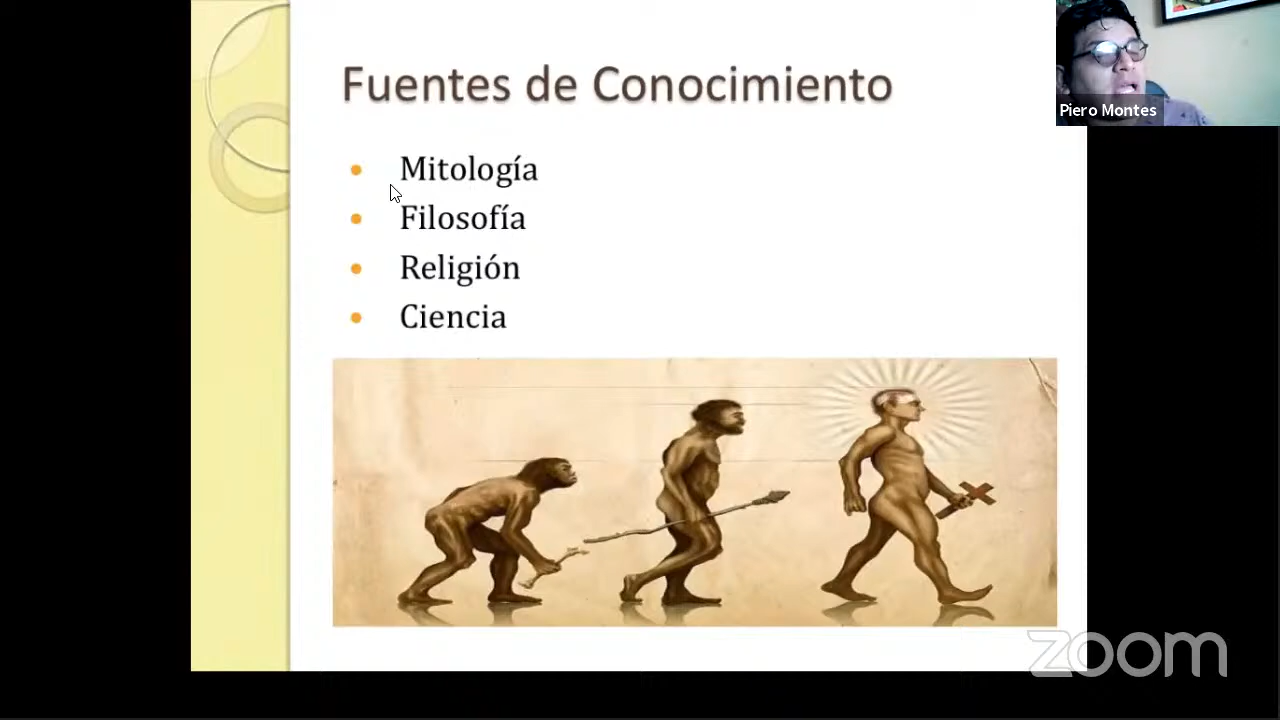 Fuentes de Conocimiento
Piero Montes
Mitología
Filosofía
Religión
Ciencia
zoom